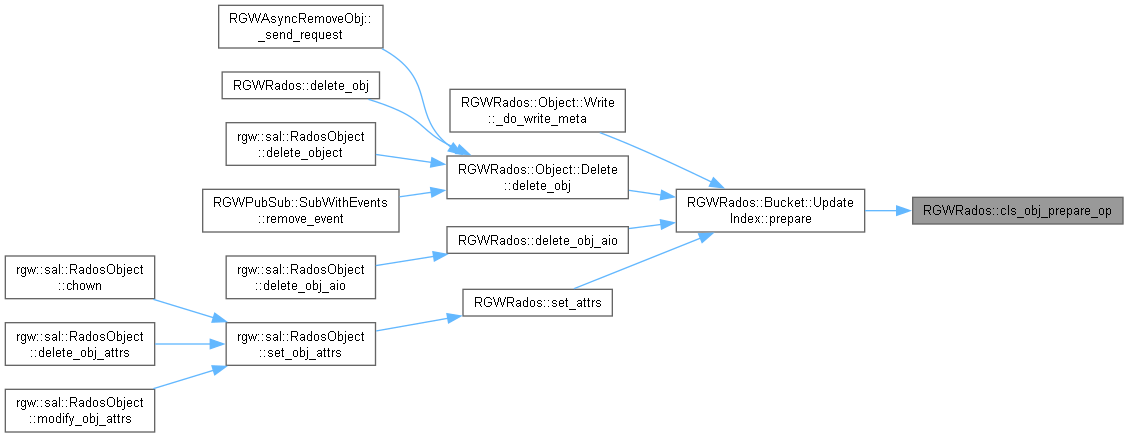 RGWAsyncRemoveObj::
_send_request
RGWRados::delete_obj
rgw::sal::RadosObject
::delete_object
RGWPubSub::SubWithEvents
::remove_event
rgw::sal::RadosObject
::chown
rgw::sal::RadosObject
::delete_obj_attrs
rgw::sal::RadosObject
::modify_obj_attrs
rgw::sal::RadosObject
::delete_obj_aio
rgw::sal::RadosObject
::set_obj_attrs
RGWRados::Object::Write
::_do_write_meta
RGWRados::Object::Delete
::delete_obj
RGWRados::delete_obj_aio
RGWRados::set_attrs
RGWRados::Bucket::Update
Index::prepare
RGWRados::cls_obj_prepare_op